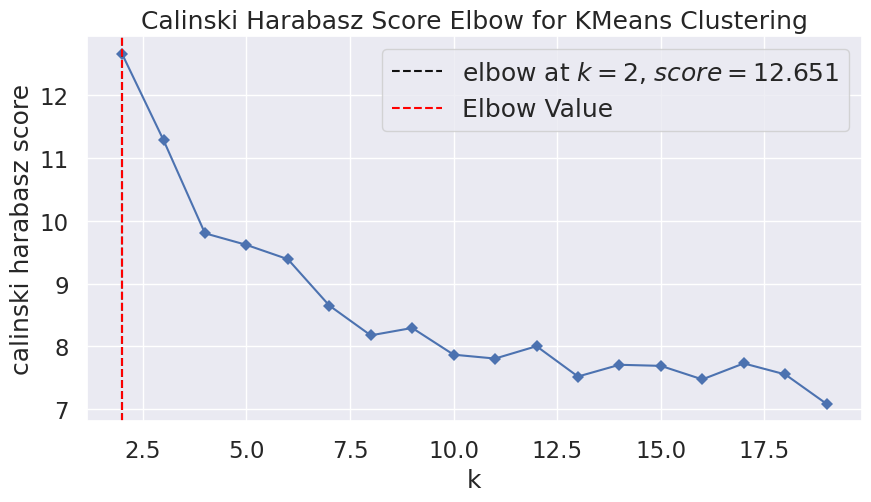 Calinski Harabasz Score Elbow for KMeans Clustering
elbow at k = 2, score = 12.651
Elbow Value
calinski harabasz score
12
11
10
9
8
7
2.5 5.0 7.5 10.0 12.5 15.0 17.5
k